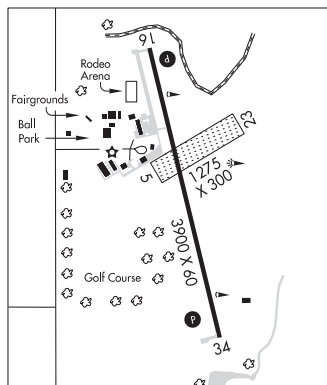 16
P
Rodeo
Arena
Fairgrounds
Ball
Park
23
5
1275
X 300
3900 X 60
Golf Course
P
34